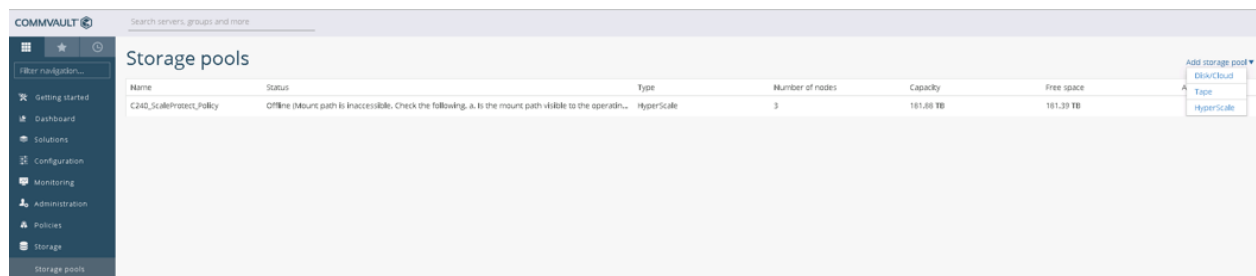 COMMVAULT
Search servers, groups and more
Filter navigation...
Getting started
Dashboard
Solutions
Configuration
Monitoring
Administration
Policies
Storage
Storage pools
Storage pools
Add storage pool
Disk/Cloud
Tape
HyperScale
Name Status Type Number of nodes Capacity Free space A
C240_ScaleProtect_Policy Offline (Mount path is inaccessible. Check the following. a. Is the mount path visible to the operatin... HyperScale 3 161.66 TB 161.39 TB